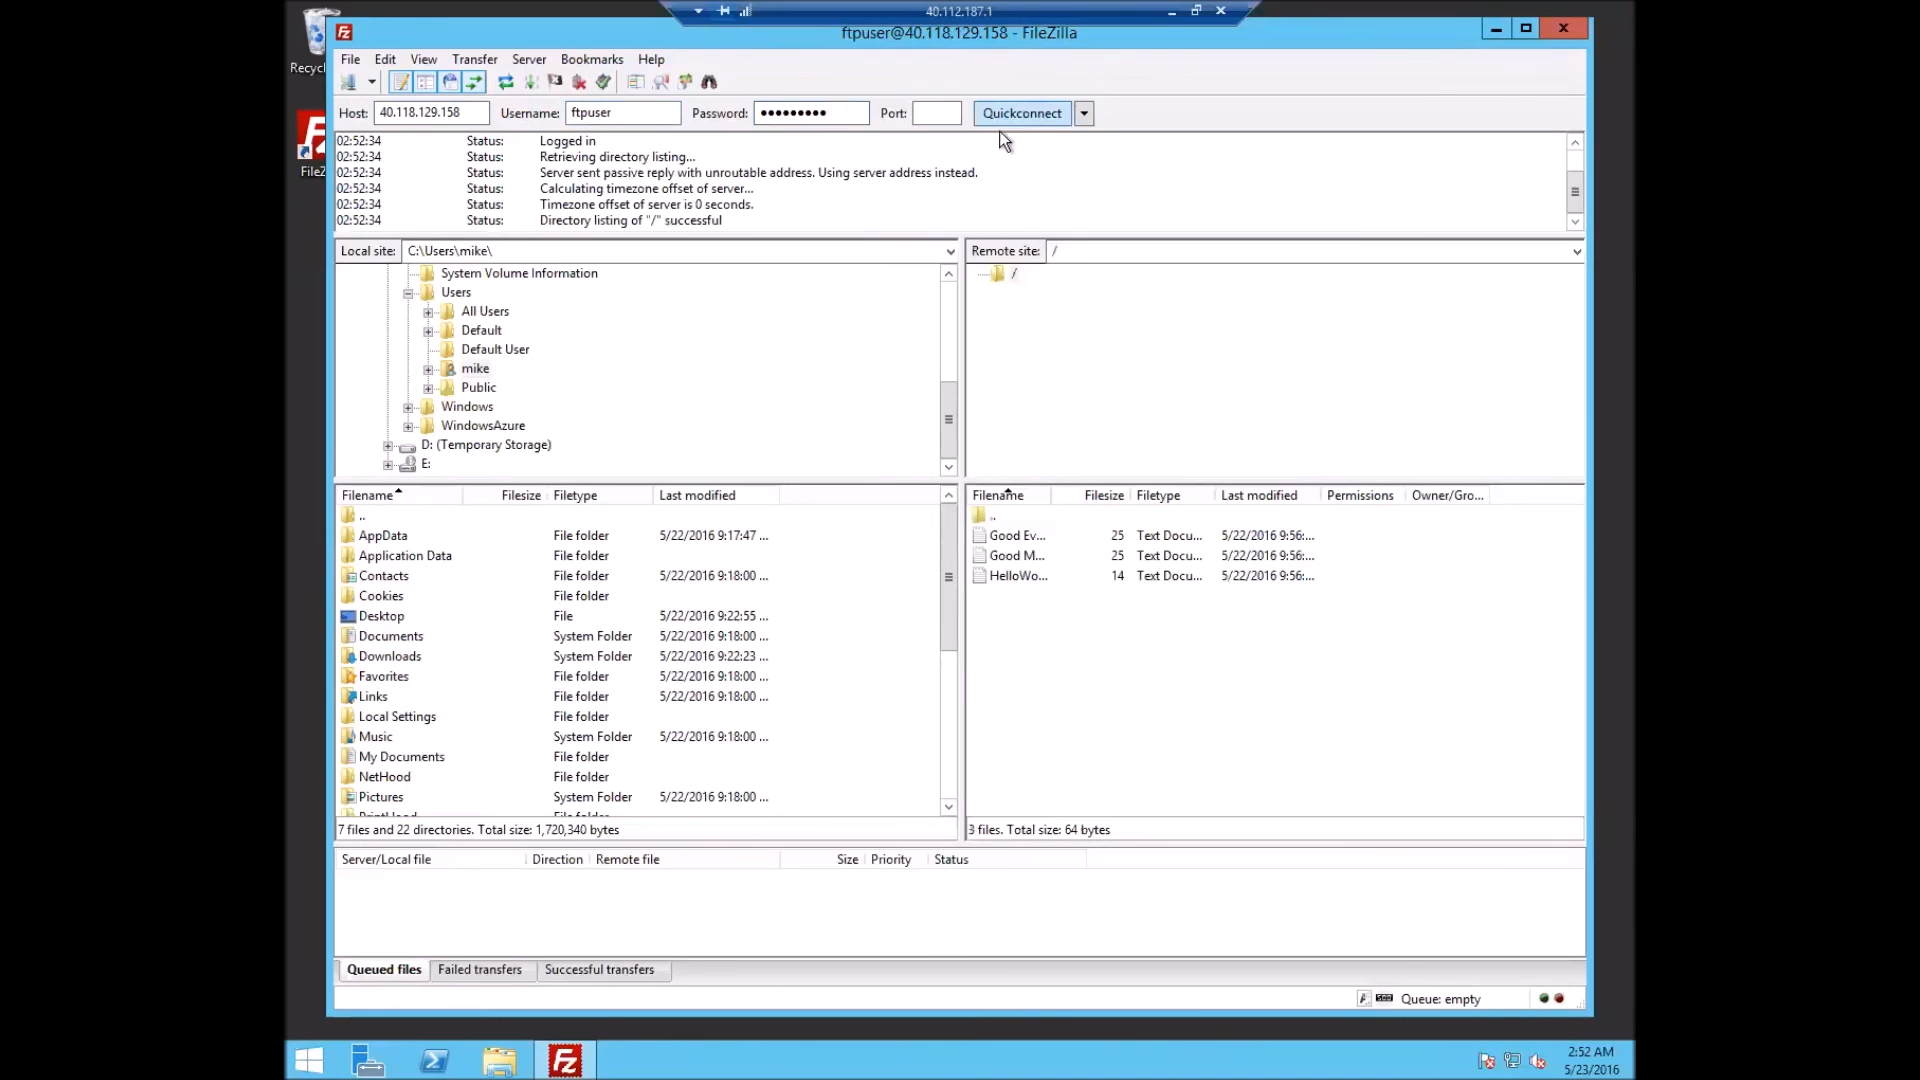 40.112.187.1
Recycl
FileZ
ftpuser@40.118.129.158 - FileZilla
File Edit View Transfer Server Bookmarks Help
Host: 40.118.129.158 Username: ftpuser Password: ●●●●●●●●● Port: Quickconnect
02:52:34 Status: Logged in
02:52:34 Status: Retrieving directory listing...
02:52:34 Status: Server sent passive reply with unroutable address. Using server address instead.
02:52:34 Status: Calculating timezone offset of server...
02:52:34 Status: Timezone offset of server is 0 seconds.
02:52:34 Status: Directory listing of "/" successful
Local site: C:\Users\mike\
System Volume Information
Users
All Users
Default
Default User
mike
Public
Windows
WindowsAzure
D: (Temporary Storage)
E:
Remote site: /
/
Filename Filesize Filetype Last modified
..
AppData File folder 5/22/2016 9:17:47 ...
Application Data File folder
Contacts File folder 5/22/2016 9:18:00 ...
Cookies File folder
Desktop File 5/22/2016 9:22:55 ...
Documents System Folder 5/22/2016 9:18:00 ...
Downloads System Folder 5/22/2016 9:22:23 ...
Favorites File folder 5/22/2016 9:18:00 ...
Links File folder 5/22/2016 9:18:00 ...
Local Settings File folder
Music System Folder 5/22/2016 9:18:00 ...
My Documents File folder
NetHood File folder
Pictures System Folder 5/22/2016 9:18:00 ...
7 files and 22 directories. Total size: 1,720,340 bytes
Filename Filesize Filetype Last modified Permissions Owner/Gro...
..
Good Ev... 25 Text Docu... 5/22/2016 9:56:...
Good M... 25 Text Docu... 5/22/2016 9:56:...
HelloWo... 14 Text Docu... 5/22/2016 9:56:...
3 files. Total size: 64 bytes
Server/Local file Direction Remote file Size Priority Status
Queued files Failed transfers Successful transfers
Queue: empty
2:52 AM
5/23/2016